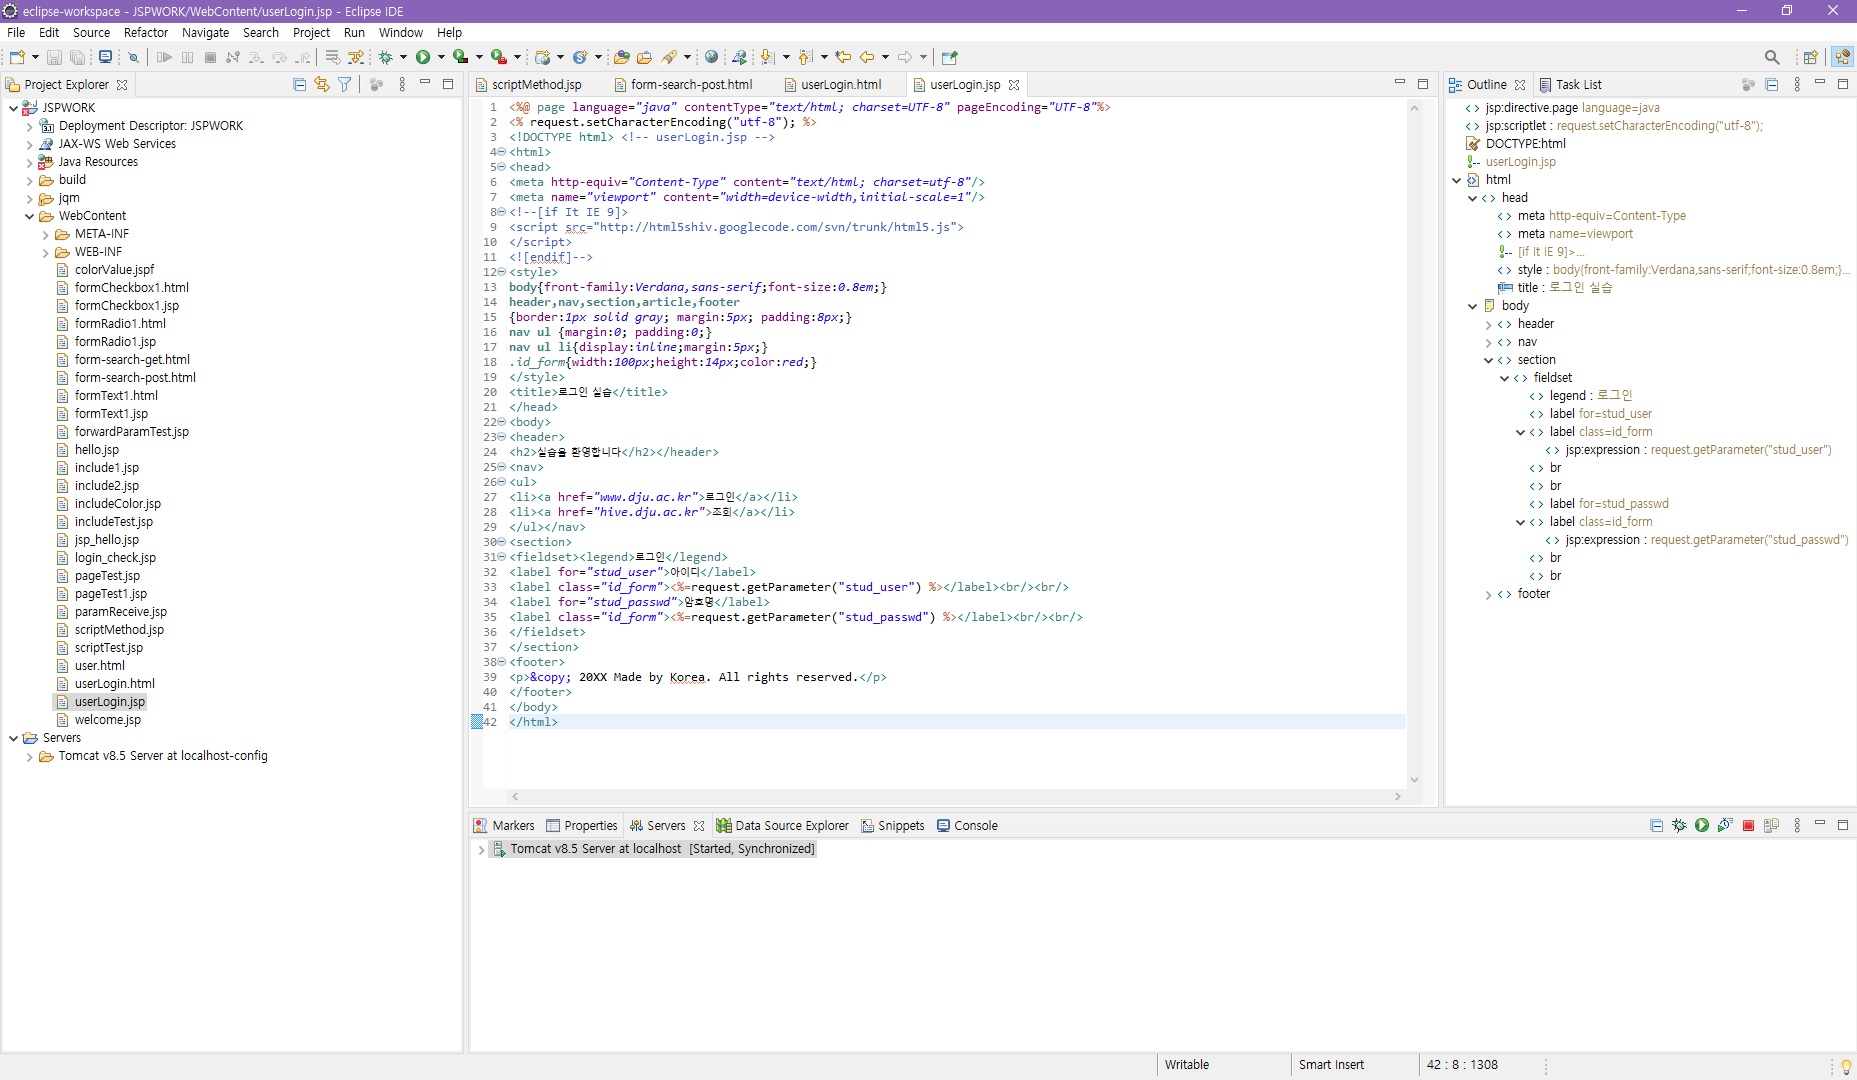 eclipse-workspace - JSPWORK/WebContent/userLogin.jsp - Eclipse IDE
File Edit Source Refactor Navigate Search Project Run Window Help
Project Explorer
JSPWORK
Deployment Descriptor: JSPWORK
JAX-WS Web Services
Java Resources
build
jqm
WebContent
META-INF
WEB-INF
colorValue.jspf
formCheckbox1.html
formCheckbox1.jsp
formRadio1.html
formRadio1.jsp
form-search-get.html
form-search-post.html
formText1.html
formText1.jsp
forwardParamTest.jsp
hello.jsp
include1.jsp
include2.jsp
includeColor.jsp
includeTest.jsp
jsp_hello.jsp
login_check.jsp
pageTest.jsp
pageTest1.jsp
paramReceive.jsp
scriptMethod.jsp
scriptTest.jsp
user.html
userLogin.html
userLogin.jsp
welcome.jsp
Servers
Tomcat v8.5 Server at localhost-config
scriptMethod.jsp form-search-post.html userLogin.html userLogin.jsp
1 <%@ page language="java" contentType="text/html; charset=UTF-8" pageEncoding="UTF-8"%>
2 <% request.setCharacterEncoding("utf-8"); %>
3 <!DOCTYPE html> <!-- userLogin.jsp -->
4 <html>
5 <head>
6 <meta http-equiv="Content-Type" content="text/html; charset=utf-8"/>
7 <meta name="viewport" content="width=device-width,initial-scale=1"/>
8 <!--[if It IE 9]>
9 <script src="http://html5shiv.googlecode.com/svn/trunk/html5.js">
10 </script>
11 <![endif]-->
12 <style>
13 body{front-family:Verdana,sans-serif;font-size:0.8em;}
14 header,nav,section,article,footer
15 {border:1px solid gray; margin:5px; padding:8px;}
16 nav ul {margin:0; padding:0;}
17 nav ul li{display:inline;margin:5px;}
18 .id_form{width:100px;height:14px;color:red;}
19 </style>
20 <title>로그인 실습</title>
21 </head>
22 <body>
23 <header>
24 <h2>실습을 환영합니다</h2></header>
25 <nav>
26 <ul>
27 <li><a href="www.dju.ac.kr">로그인</a></li>
28 <li><a href="hive.dju.ac.kr">조회</a></li>
29 </ul></nav>
30 <section>
31 <fieldset><legend>로그인</legend>
32 <label for="stud_user">아이디</label>
33 <label class="id_form"><%=request.getParameter("stud_user") %></label><br/><br/>
34 <label for="stud_passwd">암호명</label>
35 <label class="id_form"><%=request.getParameter("stud_passwd") %></label><br/><br/>
36 </fieldset>
37 </section>
38 <footer>
39 <p>&copy; 20XX Made by Korea. All rights reserved.</p>
40 </footer>
41 </body>
42 </html>
Outline Task List
jsp:directive.page language=java
jsp:scriptlet : request.setCharacterEncoding("utf-8");
DOCTYPE:html
userLogin.jsp
html
head
meta http-equiv=Content-Type
meta name=viewport
[if It IE 9]>...
style : body{front-family:Verdana,sans-serif;font-size:0.8em;}...
title : 로그인 실습
body
header
nav
section
fieldset
legend : 로그인
label for=stud_user
label class=id_form
jsp:expression : request.getParameter("stud_user")
br
br
label for=stud_passwd
label class=id_form
jsp:expression : request.getParameter("stud_passwd")
br
br
footer
Markers Properties Servers Data Source Explorer Snippets Console
Tomcat v8.5 Server at localhost [Started, Synchronized]
Writable Smart Insert 42 : 8 : 1308